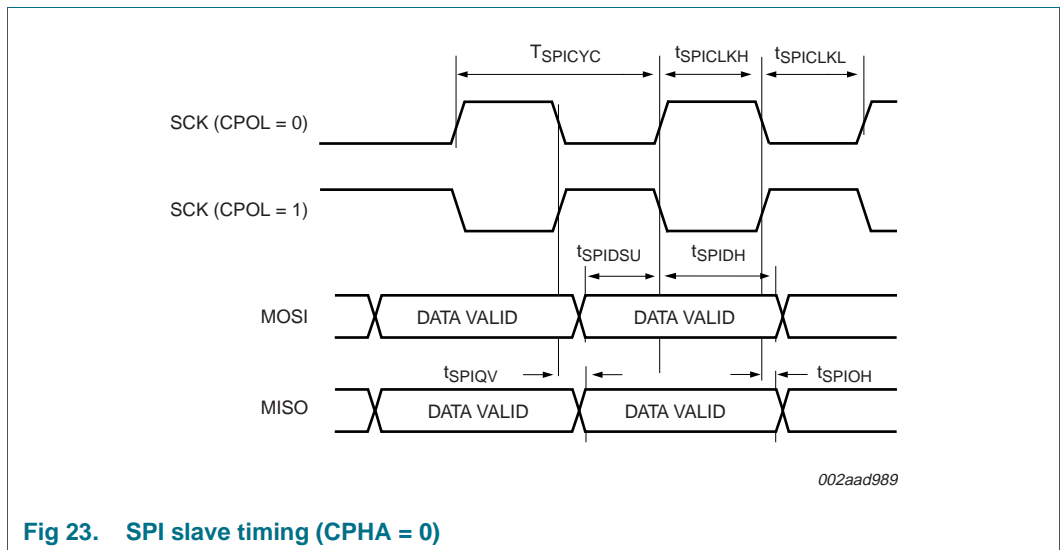 TSPICYC tSPICLKH tSPICLKL
SCK (CPOL = 0)
SCK (CPOL = 1)
tSPIDSU tSPIDH
MOSI DATA VALID DATA VALID
tSPIQV tSPIOH
MISO DATA VALID DATA VALID
002aad989
Fig 23. SPI slave timing (CPHA = 0)